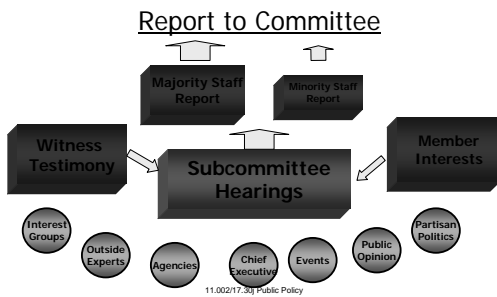 Report to Committee
Majority Staff
Report
Minority Staff
Report
Witness
Testimony
Member
Interests
Subcommittee
Hearings
Interest
Groups
Outside
Experts
Agencies
Chief
Executive
Events
Public
Opinion
Partisan
Politics
11.002/17.30j Public Policy